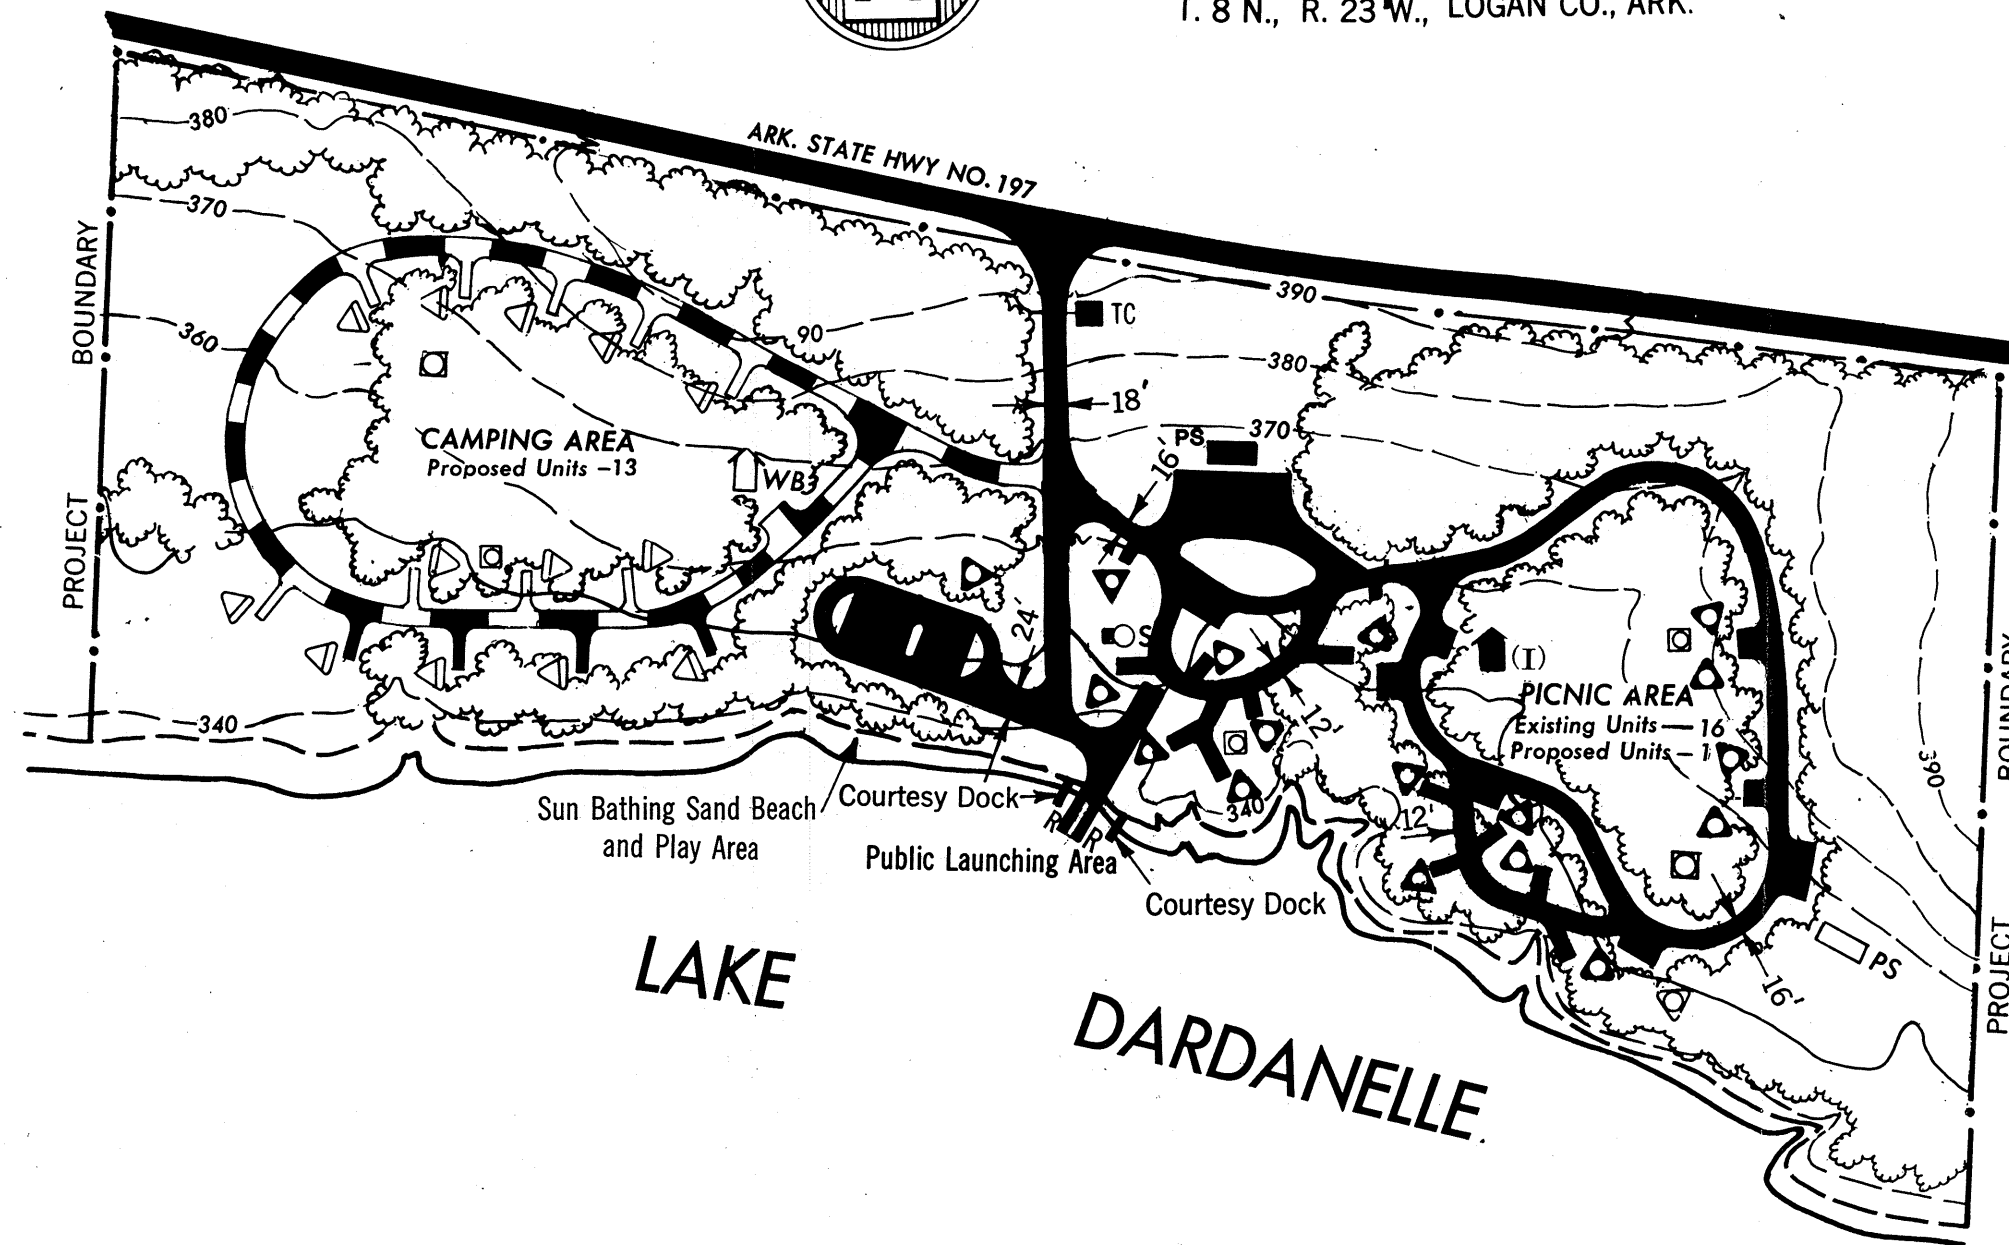 T. 8 N., R. 23 W., LOGAN CO., ARK.
ARK. STATE HWY NO. 197
380
370
360
90
390
380
370
TC
18'
PS
16'
PROJECT BOUNDARY
CAMPING AREA
Proposed Units –13
WB
24'
S
(I)
PICNIC AREA
Existing Units — 16
Proposed Units – 1
12'
12'
340
340
390
PROJECT BOUNDARY
Sun Bathing Sand Beach
and Play Area
Courtesy Dock
R R
Public Launching Area
Courtesy Dock
PS
16'
LAKE
DARDANELLE